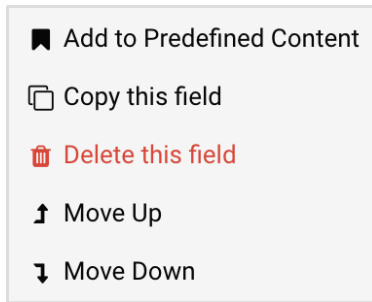 Add to Predefined Content
Copy this field
Delete this field
Move Up
Move Down